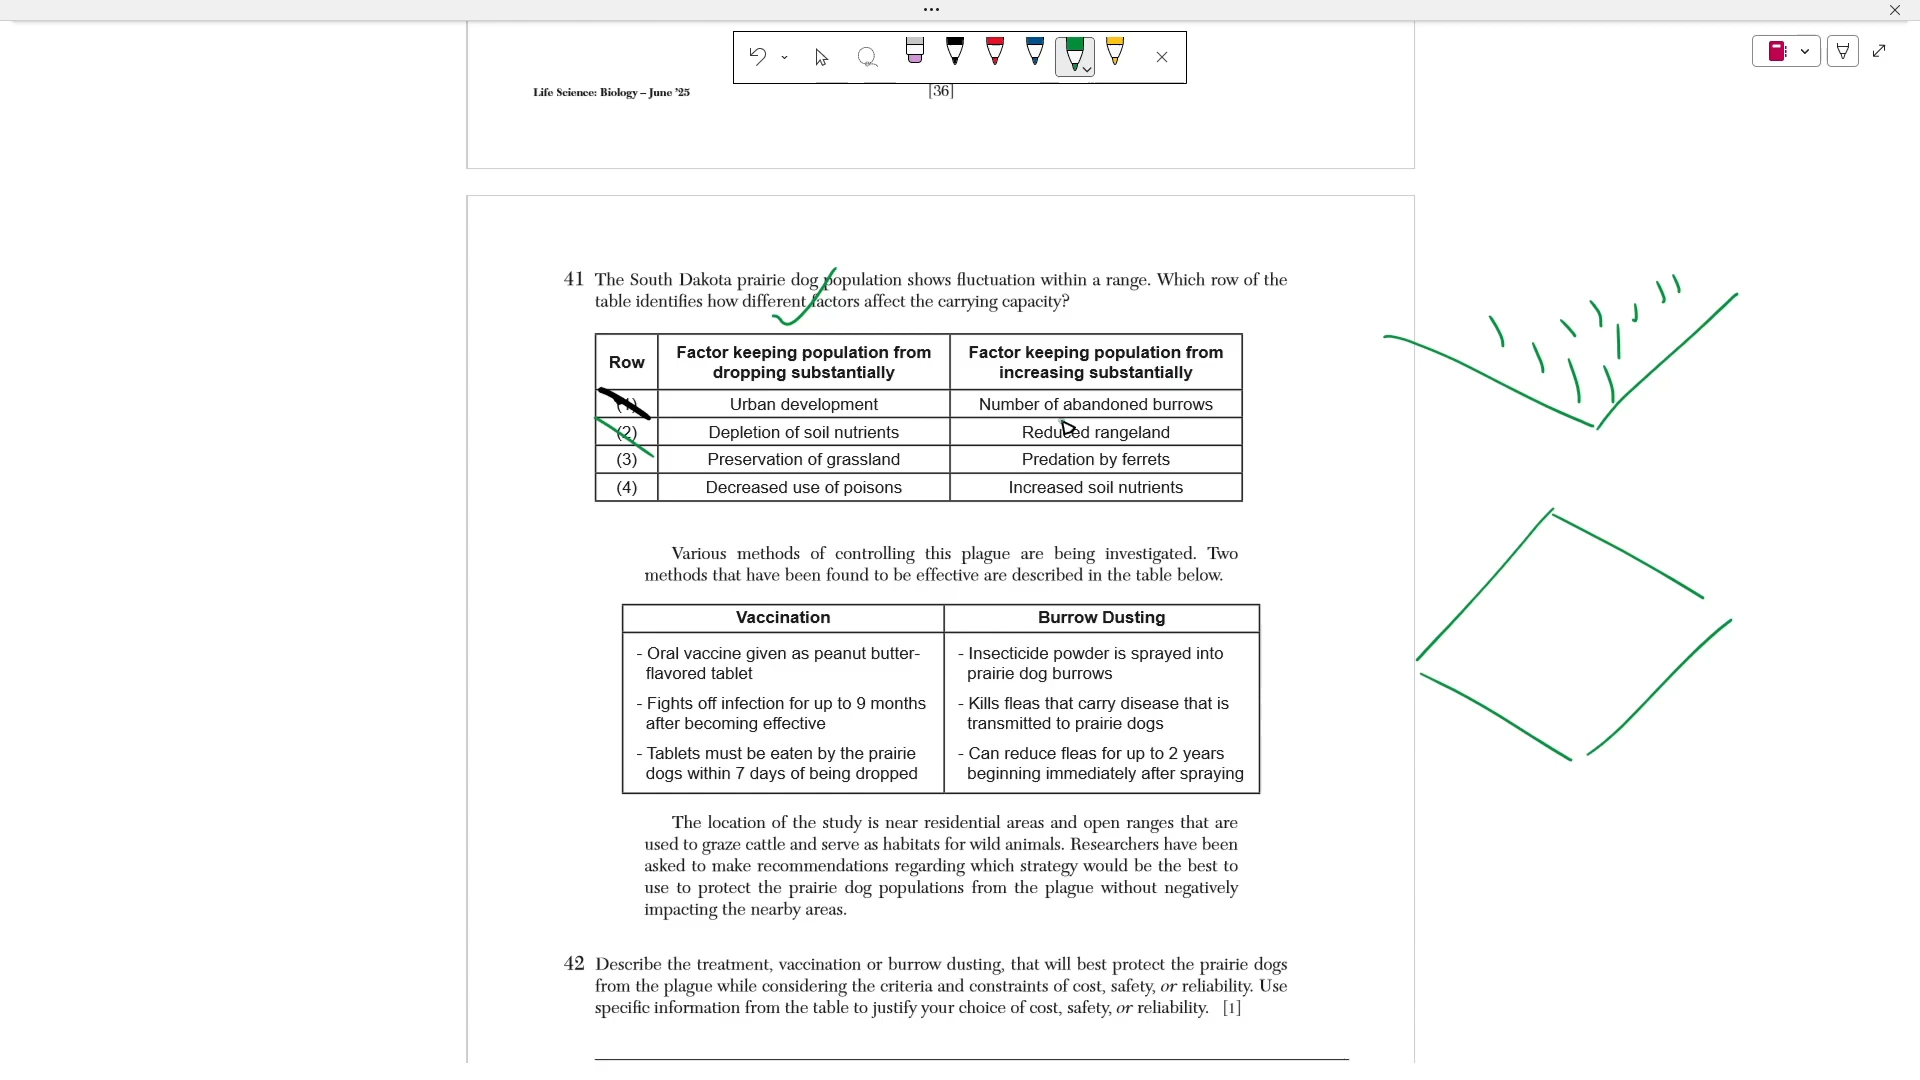 Life Science: Biology – June ’25
[36]
41 The South Dakota prairie dog population shows fluctuation within a range. Which row of the
table identifies how different factors affect the carrying capacity?
Row
Factor keeping population from
dropping substantially
Factor keeping population from
increasing substantially
(1) Urban development Number of abandoned burrows
(2) Depletion of soil nutrients Reduced rangeland
(3) Preservation of grassland Predation by ferrets
(4) Decreased use of poisons Increased soil nutrients
Various methods of controlling this plague are being investigated. Two
methods that have been found to be effective are described in the table below.
Vaccination
- Oral vaccine given as peanut butter-
flavored tablet
- Fights off infection for up to 9 months
after becoming effective
- Tablets must be eaten by the prairie
dogs within 7 days of being dropped
Burrow Dusting
- Insecticide powder is sprayed into
prairie dog burrows
- Kills fleas that carry disease that is
transmitted to prairie dogs
- Can reduce fleas for up to 2 years
beginning immediately after spraying
The location of the study is near residential areas and open ranges that are
used to graze cattle and serve as habitats for wild animals. Researchers have been
asked to make recommendations regarding which strategy would be the best to
use to protect the prairie dog populations from the plague without negatively
impacting the nearby areas.
42 Describe the treatment, vaccination or burrow dusting, that will best protect the prairie dogs
from the plague while considering the criteria and constraints of cost, safety, or reliability. Use
specific information from the table to justify your choice of cost, safety, or reliability. [1]